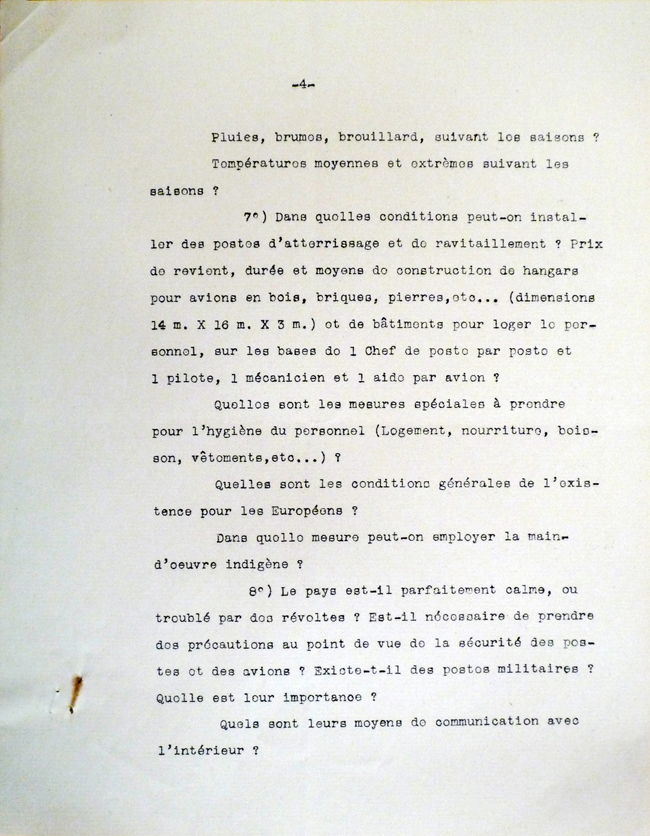 -4-
Pluies, brumes, brouillard, suivant les saisons ?
Températures moyennes et extrèmes suivant les
saisons ?
7°) Dans quelles conditions peut-on instal-
ler des postes d'atterrissage et de ravitaillement ? Prix
de revient, durée et moyens de construction de hangars
pour avions en bois, briques, pierres,etc... (dimensions
14 m. X 16 m. X 3 m.) et de bâtiments pour loger le per-
sonnel, sur les bases de 1 Chef de poste par poste et
1 pilote, 1 mécanicien et 1 aide par avion ?
Quelles sont les mesures spéciales à prendre
pour l'hygiène du personnel (Logement, nourriture, bois-
son, vêtements,etc...) ?
Quelles sont les conditions générales de l'exis-
tence pour les Européens ?
Dans quelle mesure peut-on employer la main-
d'oeuvre indigène ?
8°) Le pays est-il parfaitement calme, ou
troublé par des révoltes ? Est-il nécessaire de prendre
des précautions au point de vue de la sécurité des pos-
tes et des avions ? Existe-t-il des postes militaires ?
Quelle est leur importance ?
Quels sont leurs moyens de communication avec
l'intérieur ?